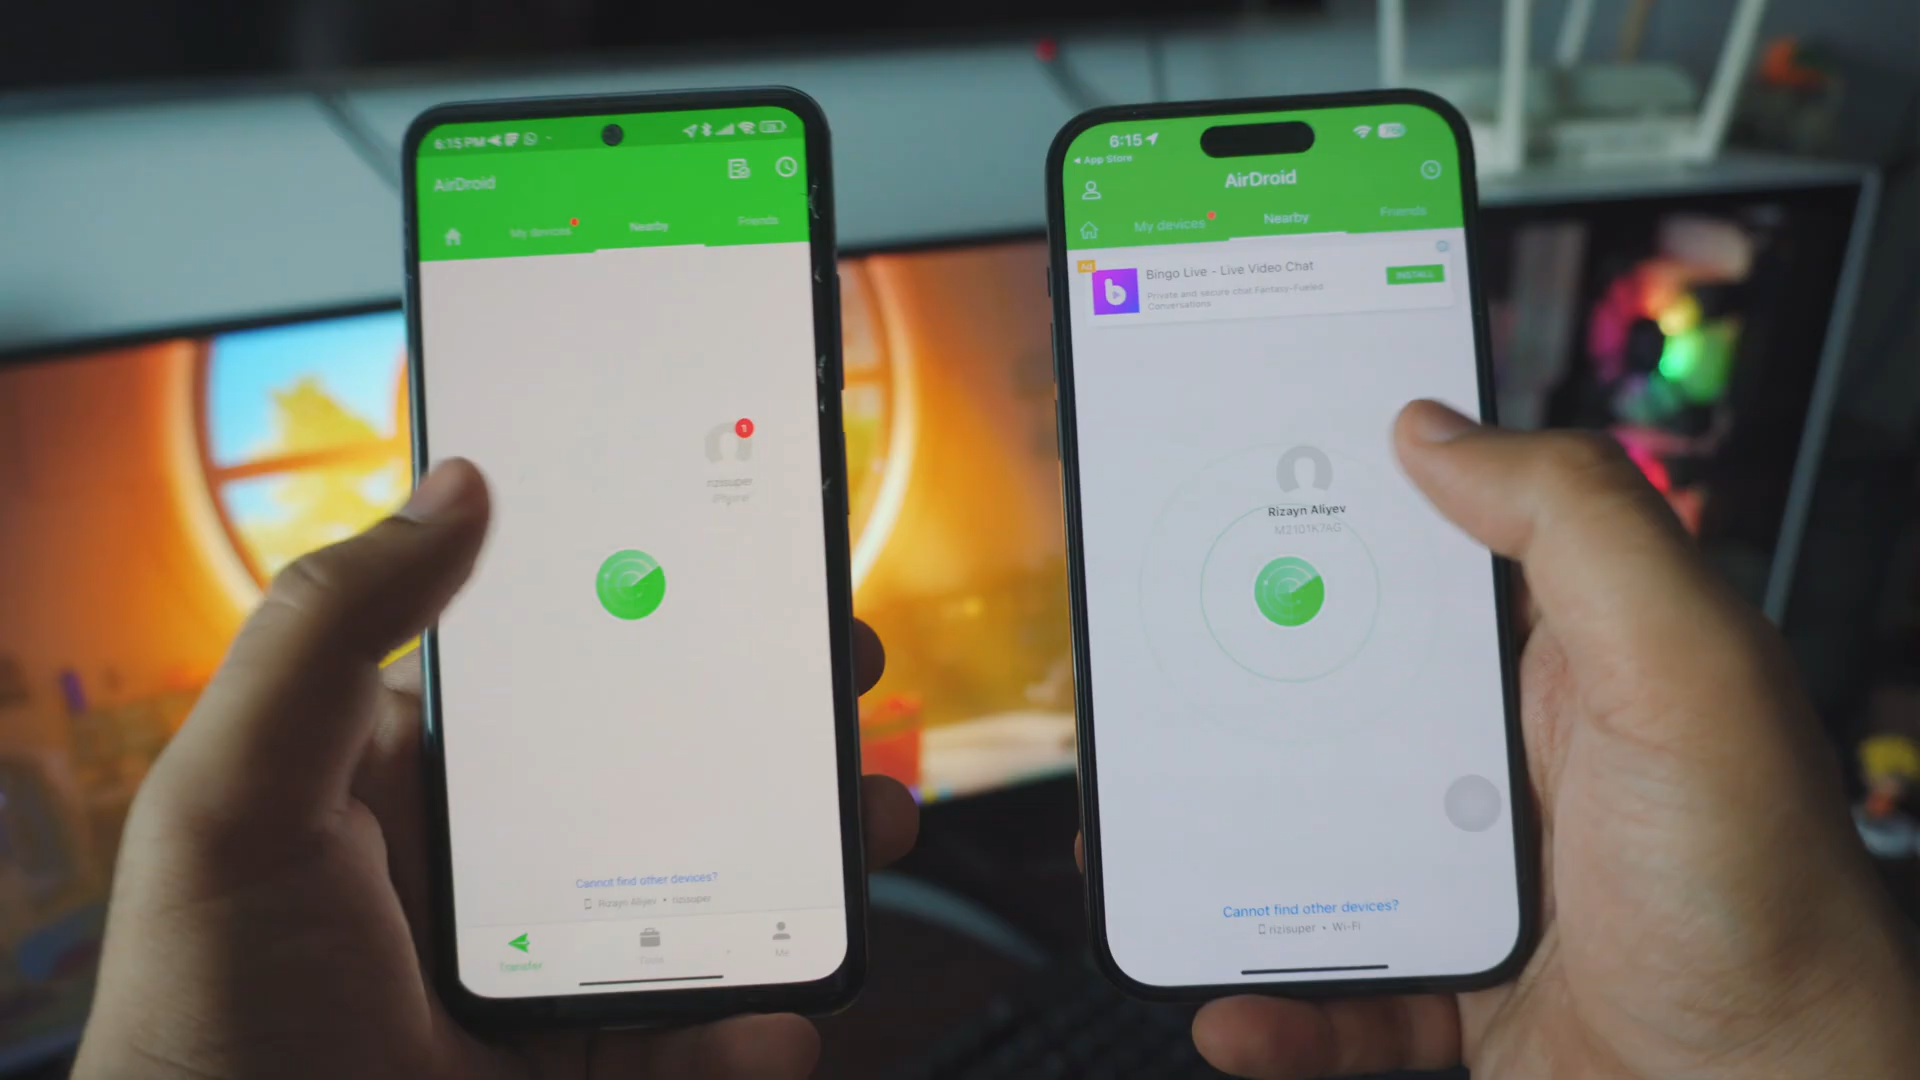 6:15 PM
AirDroid
My devices
Nearby
Friends
1
rizisuper
iPhone
Cannot find other devices?
Rizayn Aliyev • rizisuper
Transfer
Tools
Me
6:15
App Store
AirDroid
My devices
Nearby
Friends
Ad
Bingo Live - Live Video Chat
Private and secure chat Fantasy-Fueled
Conversations
INSTALL
Rizayn Aliyev
M2101K7AG
Cannot find other devices?
rizisuper • Wi-Fi